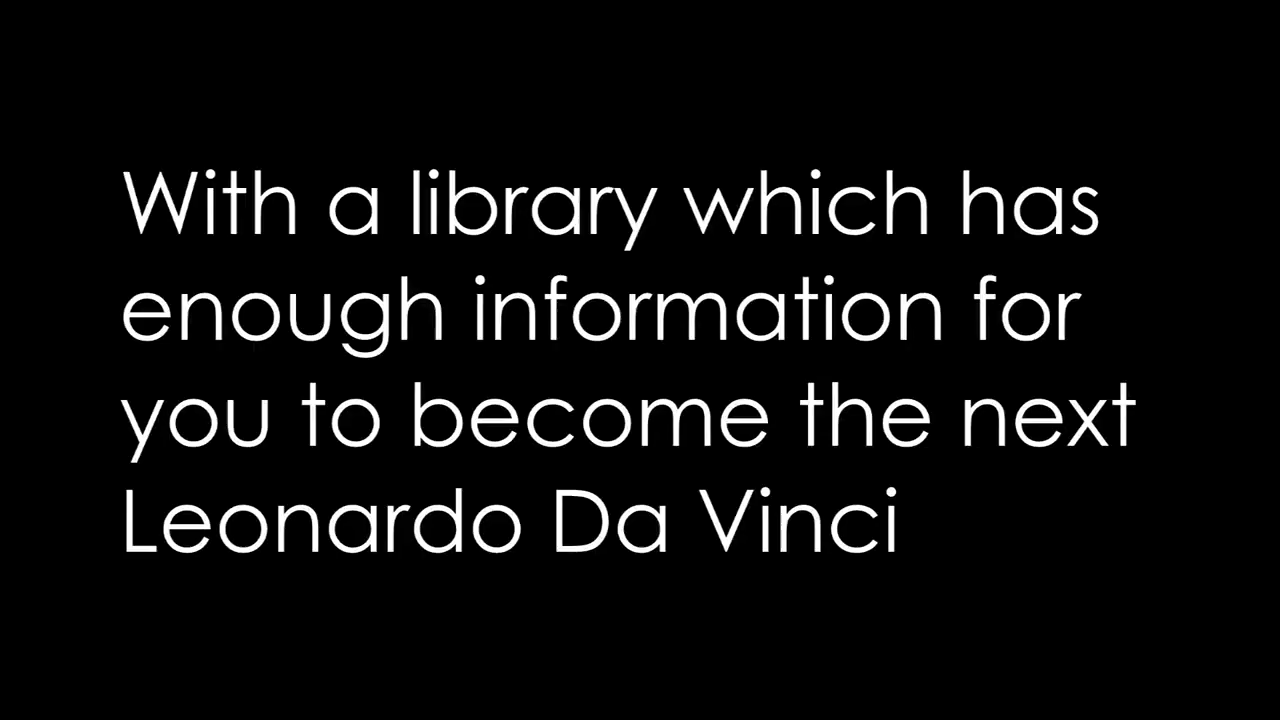 With a library which has
enough information for
you to become the next
Leonardo Da Vinci